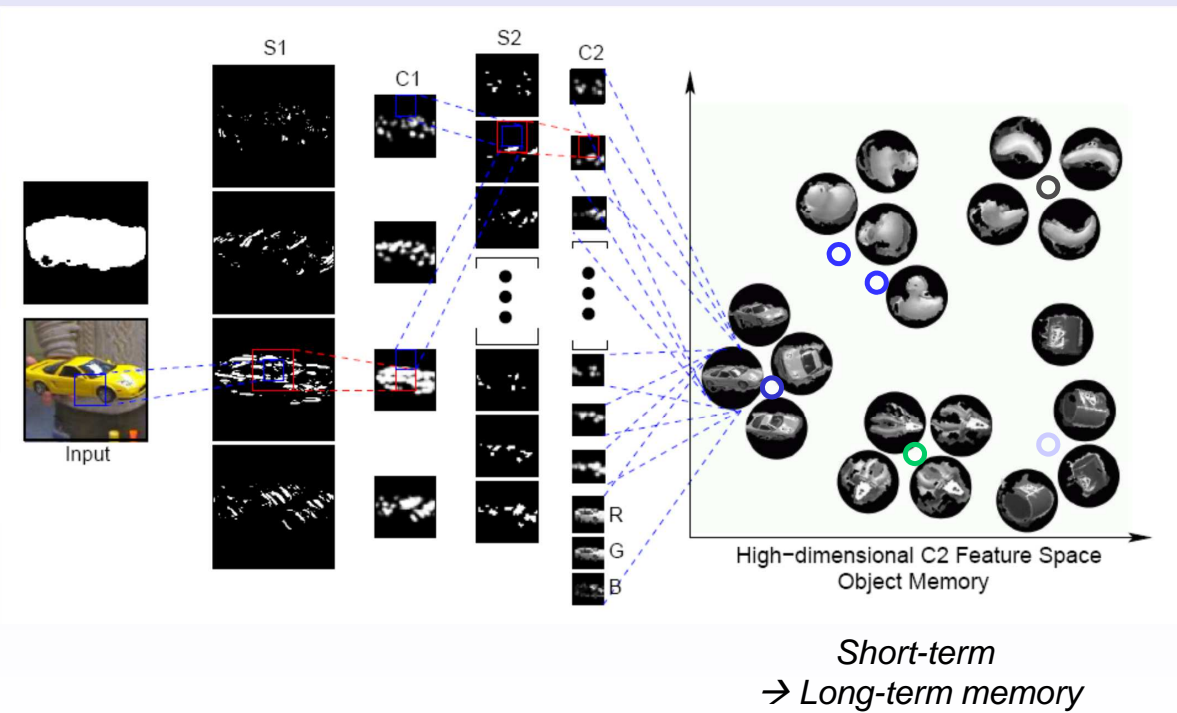 S1
C1
S2
C2
Input
R
G
B
High−dimensional C2 Feature Space
Object Memory
Short-term
→ Long-term memory